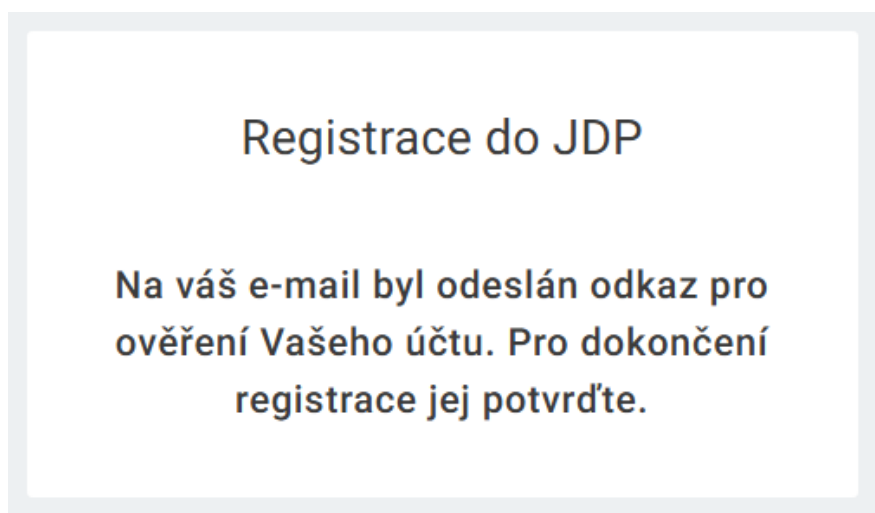 Registrace do JDP
Na váš e-mail byl odeslán odkaz pro
ověření Vašeho účtu. Pro dokončení
registrace jej potvrďte.